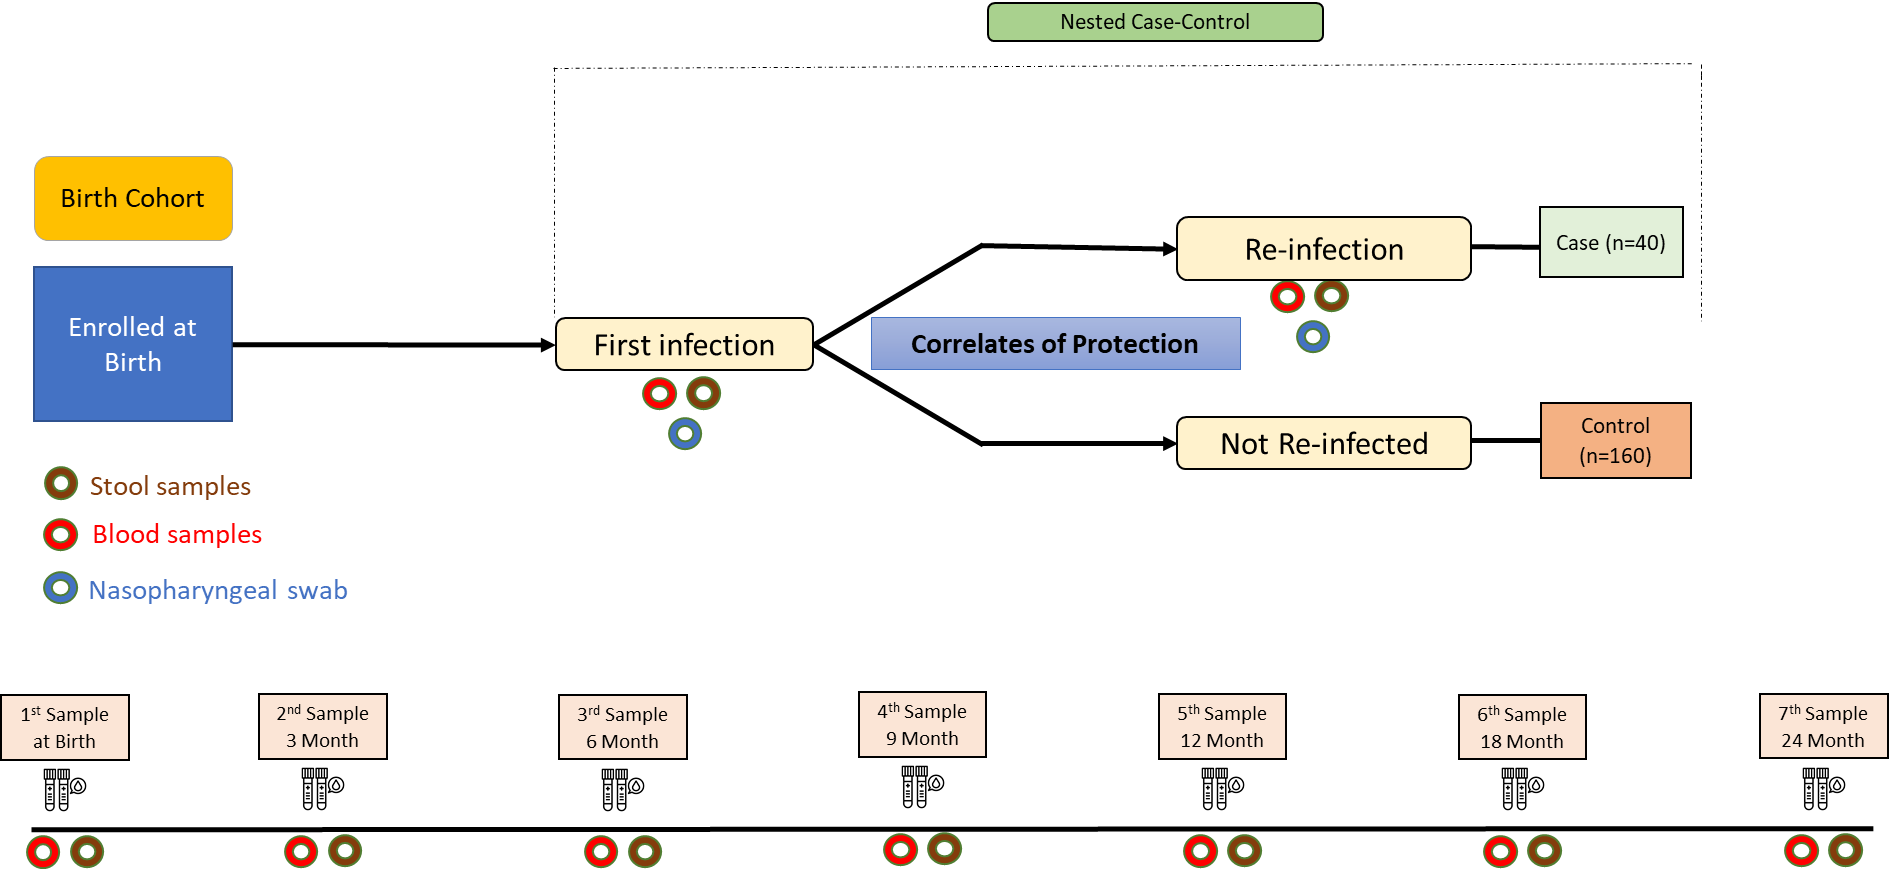 Nested Case-Control
Birth Cohort
Enrolled at
Birth
First infection
Correlates of Protection
Re-infection
Case (n=40)
Not Re-infected
Control
(n=160)
Stool samples
Blood samples
Nasopharyngeal swab
1st Sample
at Birth
2nd Sample
3 Month
3rd Sample
6 Month
4th Sample
9 Month
5th Sample
12 Month
6th Sample
18 Month
7th Sample
24 Month